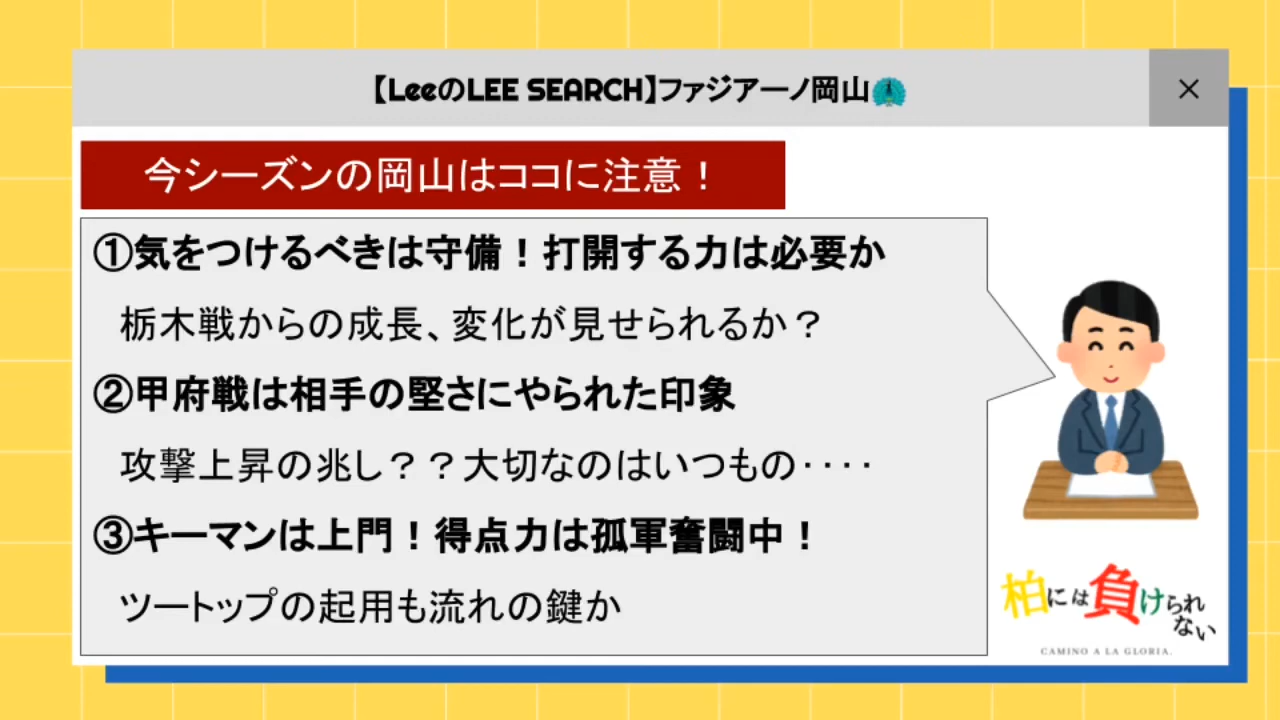 【LeeのLEE SEARCH】ファジアーノ岡山🦚
×
今シーズンの岡山はココに注意！
①気をつけるべきは守備！打開する力は必要か
栃木戦からの成長、変化が見せられるか？
②甲府戦は相手の堅さにやられた印象
攻撃上昇の兆し？？大切なのはいつもの････
③キーマンは上門！得点力は孤軍奮闘中！
ツートップの起用も流れの鍵か
柏には負けられない
CAMINO A LA GLORIA.